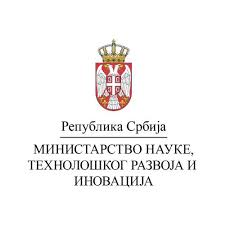 Република Србија
МИНИСТАРСТВО НАУКЕ,
ТЕХНОЛОШКОГ РАЗВОЈА И
ИНОВАЦИЈА